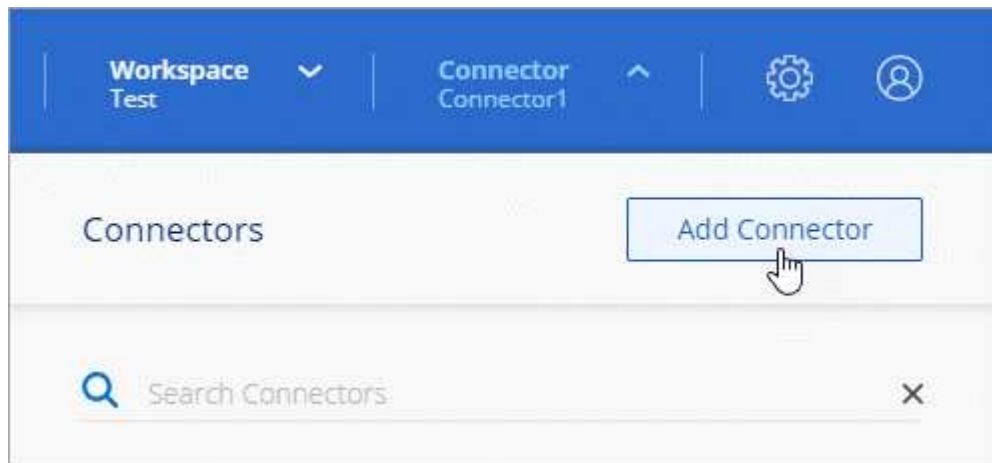 Workspace
Test
Connector
Connector1
Connectors
Add Connector
Search Connectors